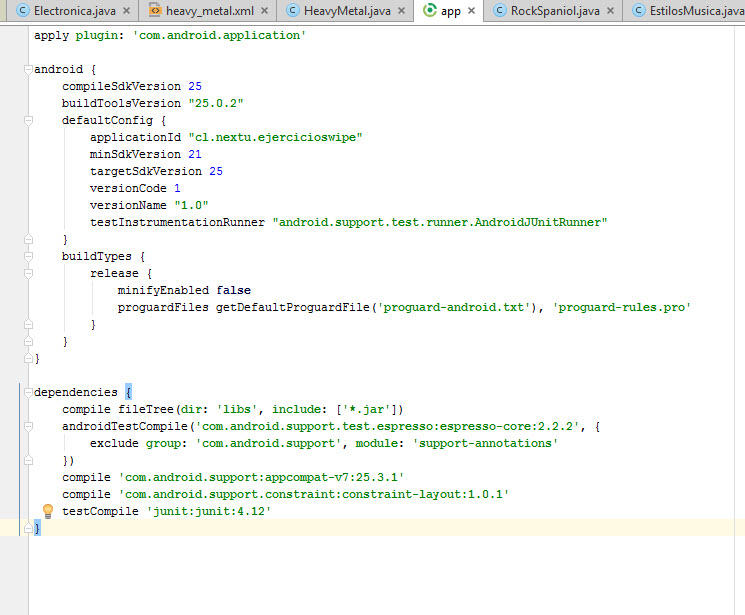 Electronica.java heavy_metal.xml HeavyMetal.java app RockSpaniol.java EstilosMusica.java
apply plugin: 'com.android.application'
android {
    compileSdkVersion 25
    buildToolsVersion "25.0.2"
    defaultConfig {
        applicationId "cl.nextu.ejercicioswipe"
        minSdkVersion 21
        targetSdkVersion 25
        versionCode 1
        versionName "1.0"
        testInstrumentationRunner "android.support.test.runner.AndroidJUnitRunner"
    }
    buildTypes {
        release {
            minifyEnabled false
            proguardFiles getDefaultProguardFile('proguard-android.txt'), 'proguard-rules.pro'
        }
    }
}
dependencies {
    compile fileTree(dir: 'libs', include: ['*.jar'])
    androidTestCompile('com.android.support.test.espresso:espresso-core:2.2.2', {
        exclude group: 'com.android.support', module: 'support-annotations'
    })
    compile 'com.android.support:appcompat-v7:25.3.1'
    compile 'com.android.support.constraint:constraint-layout:1.0.1'
    testCompile 'junit:junit:4.12'
}